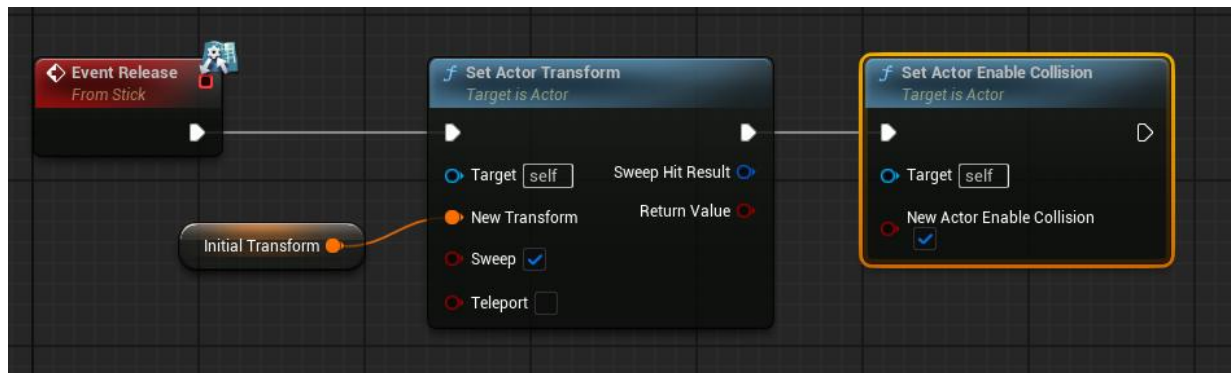 Event Release
From Stick
Set Actor Transform
Target is Actor
Target self
Sweep Hit Result
New Transform
Return Value
Sweep
Teleport
Initial Transform
Set Actor Enable Collision
Target is Actor
Target self
New Actor Enable Collision